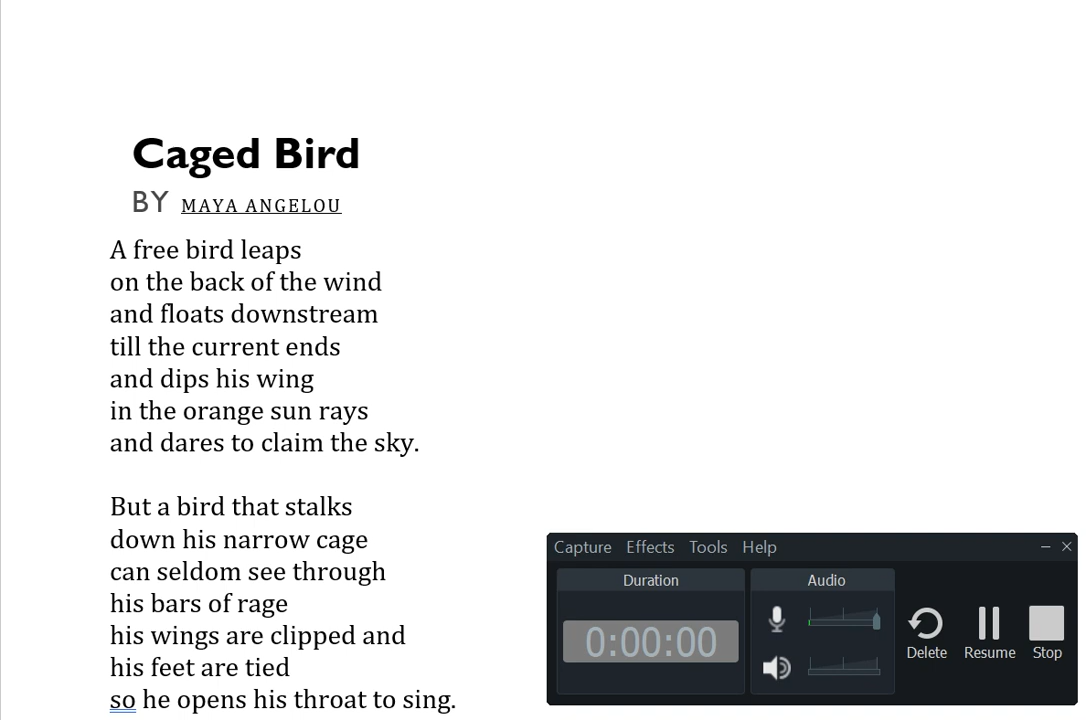 Caged Bird
BY MAYA ANGELOU
A free bird leaps
on the back of the wind
and floats downstream
till the current ends
and dips his wing
in the orange sun rays
and dares to claim the sky.
But a bird that stalks
down his narrow cage
can seldom see through
his bars of rage
his wings are clipped and
his feet are tied
so he opens his throat to sing.
Capture Effects Tools Help
Duration Audio
0:00:00
Delete Resume Stop